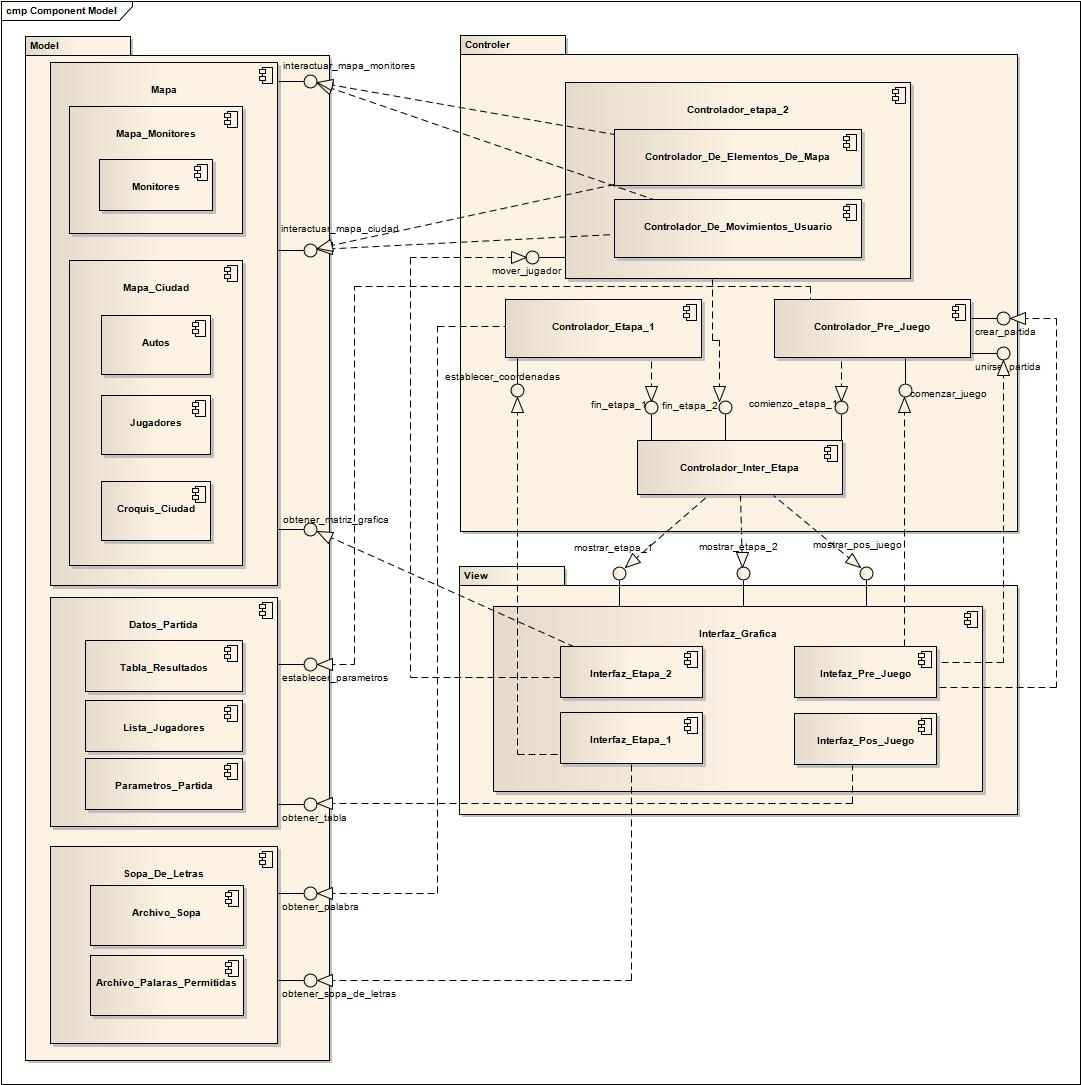 cmp Component Model
Model
Mapa
Mapa_Monitores
Monitores
Mapa_Ciudad
Autos
Jugadores
Croquis_Ciudad
Datos_Partida
Tabla_Resultados
Lista_Jugadores
Parametros_Partida
Sopa_De_Letras
Archivo_Sopa
Archivo_Palaras_Permitidas
interactuar_mapa_monitores
interactuar_mapa_ciudad
obtener_matriz_grafica
establecer_parametros
obtener_tabla
obtener_palabra
obtener_sopa_de_letras
Controler
Controlador_etapa_2
Controlador_De_Elementos_De_Mapa
Controlador_De_Movimientos_Usuario
mover_jugador
Controlador_Etapa_1
Controlador_Pre_Juego
crear_partida
unirse_partida
establecer_coordenadas
fin_etapa_1
fin_etapa_2
comienzo_etapa_1
comenzar_juego
Controlador_Inter_Etapa
mostrar_etapa_1
mostrar_etapa_2
mostrar_pos_juego
View
Interfaz_Grafica
Interfaz_Etapa_2
Intefaz_Pre_Juego
Interfaz_Etapa_1
Interfaz_Pos_Juego